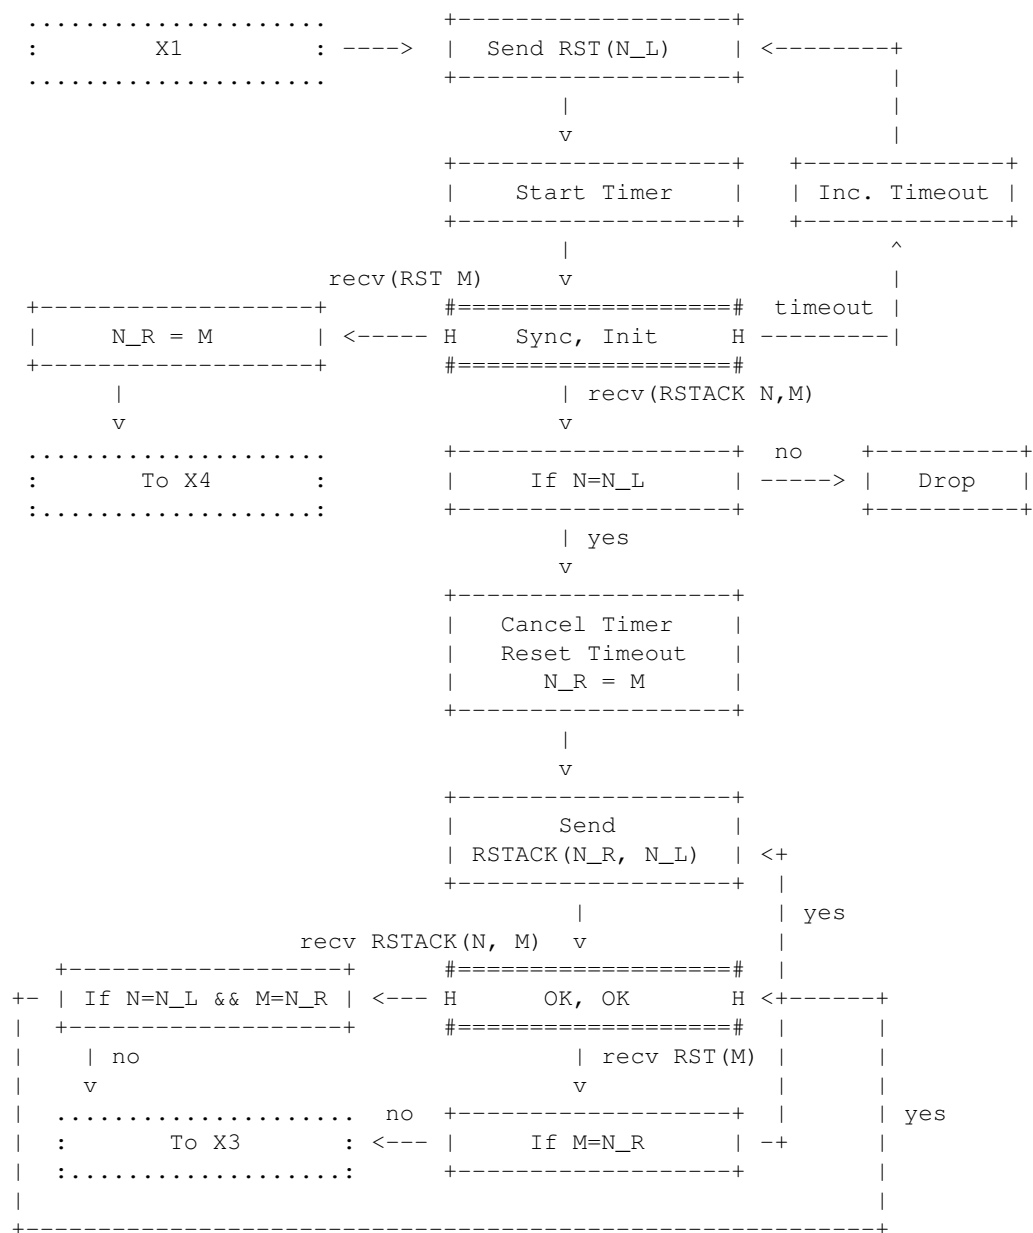 X1 Send RST(N_L)
Start Timer Inc. Timeout
recv(RST M)
timeout
N_R = M Sync, Init
recv(RSTACK N,M)
no
To X4 If N=N_L Drop
yes
Cancel Timer
Reset Timeout
N_R = M
Send
RSTACK(N_R, N_L)
yes
recv RSTACK(N, M)
If N=N_L && M=N_R OK, OK
no recv RST(M)
no yes
To X3 If M=N_R